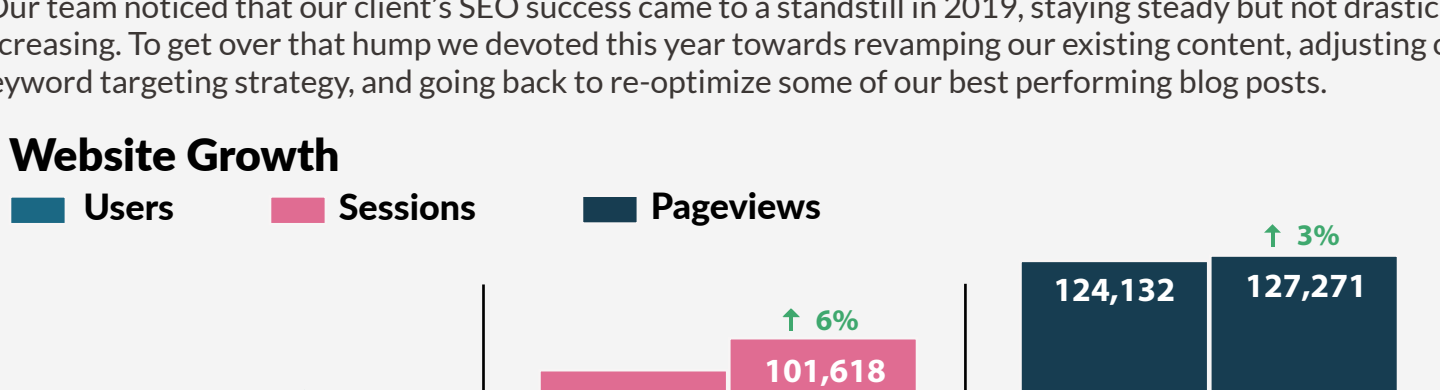 Our team noticed that our client's SEO success came to a standstill in 2019, staying steady but not drastic
creasing. To get over that hump we devoted this year towards revamping our existing content, adjusting
eyword targeting strategy, and going back to re-optimize some of our best performing blog posts.
Website Growth
Users Sessions Pageviews
↑ 3%
124,132 127,271
↑ 6%
101,618